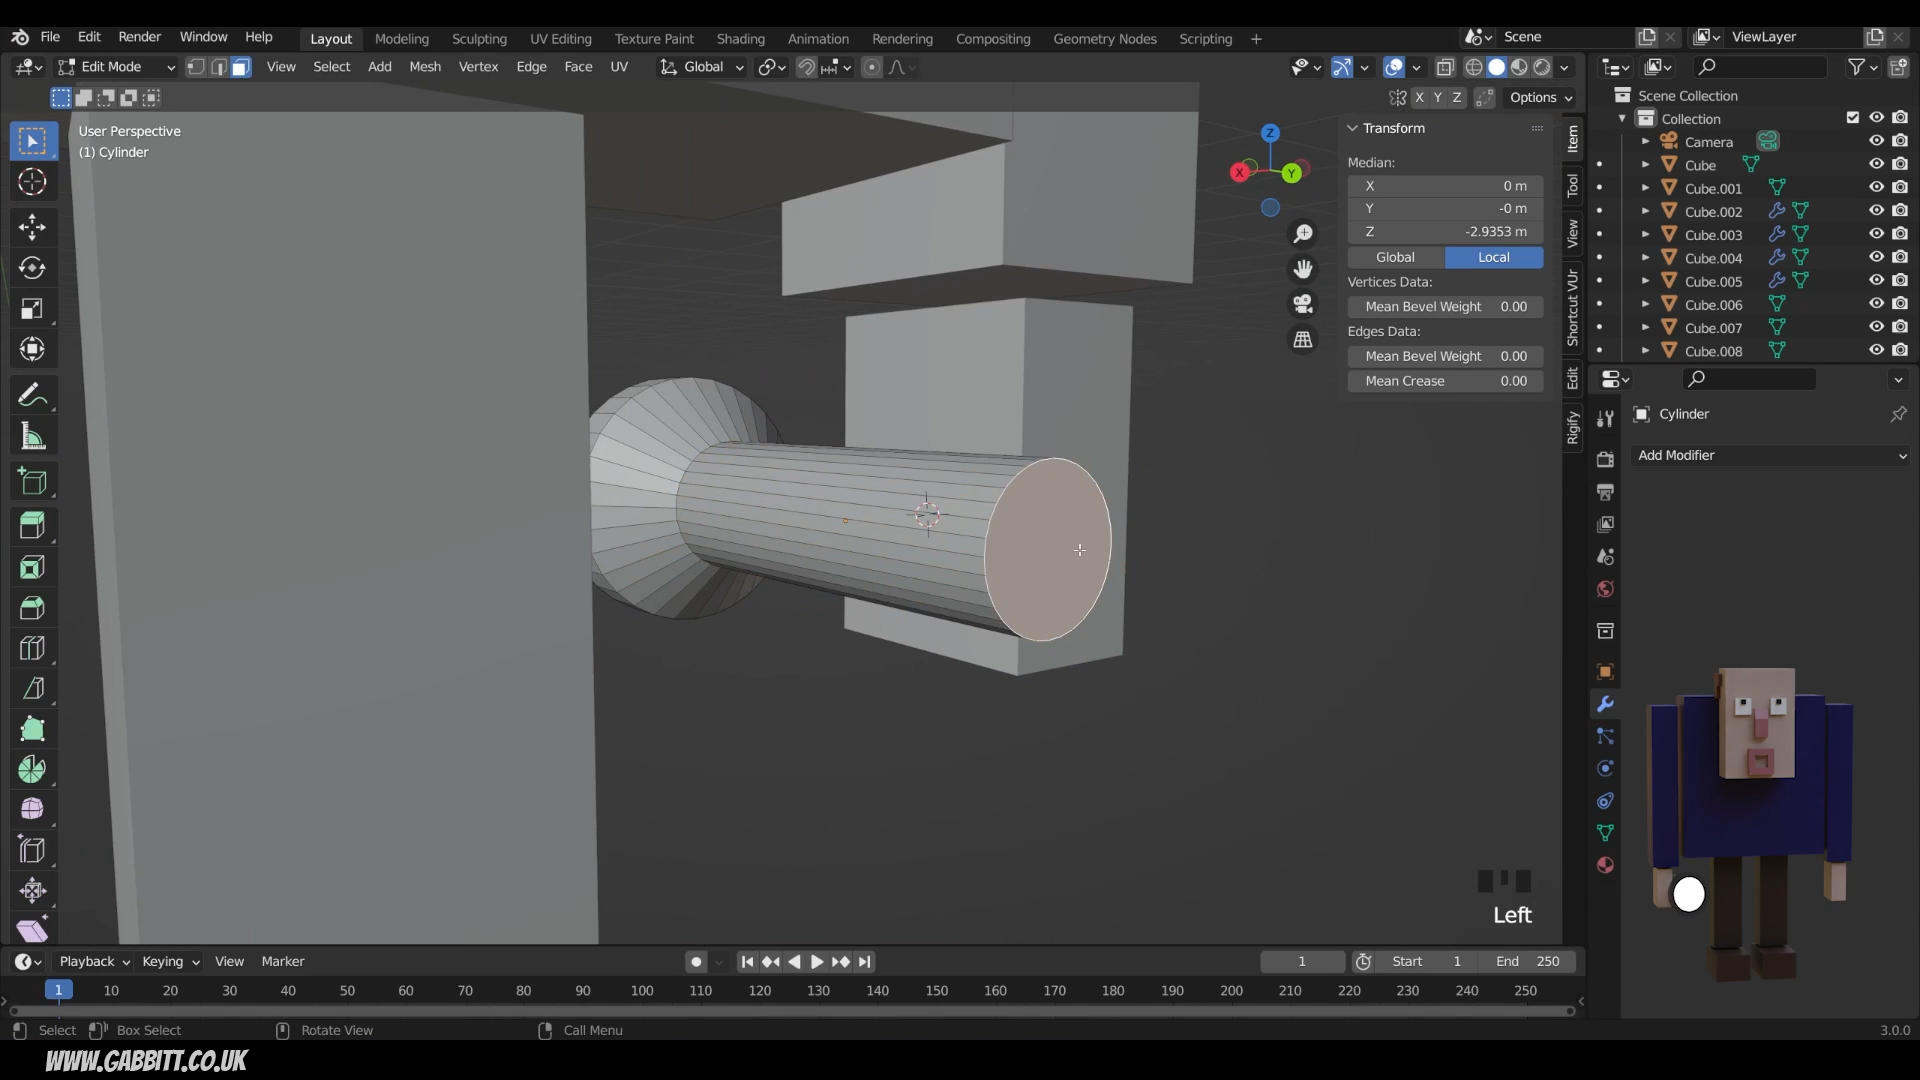 File Edit Render Window Help Layout Modeling Sculpting UV Editing Texture Paint Shading Animation Rendering Compositing Geometry Nodes Scripting + Scene ViewLayer
Edit Mode View Select Add Mesh Vertex Edge Face UV Global
X Y Z Options
User Perspective
(1) Cylinder
Z
X
Y
Transform
Median:
X 0 m
Y -0 m
Z -2.9353 m
Global Local
Vertices Data:
Mean Bevel Weight 0.00
Edges Data:
Mean Bevel Weight 0.00
Mean Crease 0.00
Item
Tool
View
Shortcut VUr
Edit
Rigify
Scene Collection
Collection
Camera
Cube
Cube.001
Cube.002
Cube.003
Cube.004
Cube.005
Cube.006
Cube.007
Cube.008
Cylinder
Add Modifier
Left
Playback Keying View Marker 1 Start 1 End 250
1 10 20 30 40 50 60 70 80 90 100 110 120 130 140 150 160 170 180 190 200 210 220 230 240 250
Select Box Select Rotate View Call Menu 3.0.0
WWW.GABBITT.CO.UK